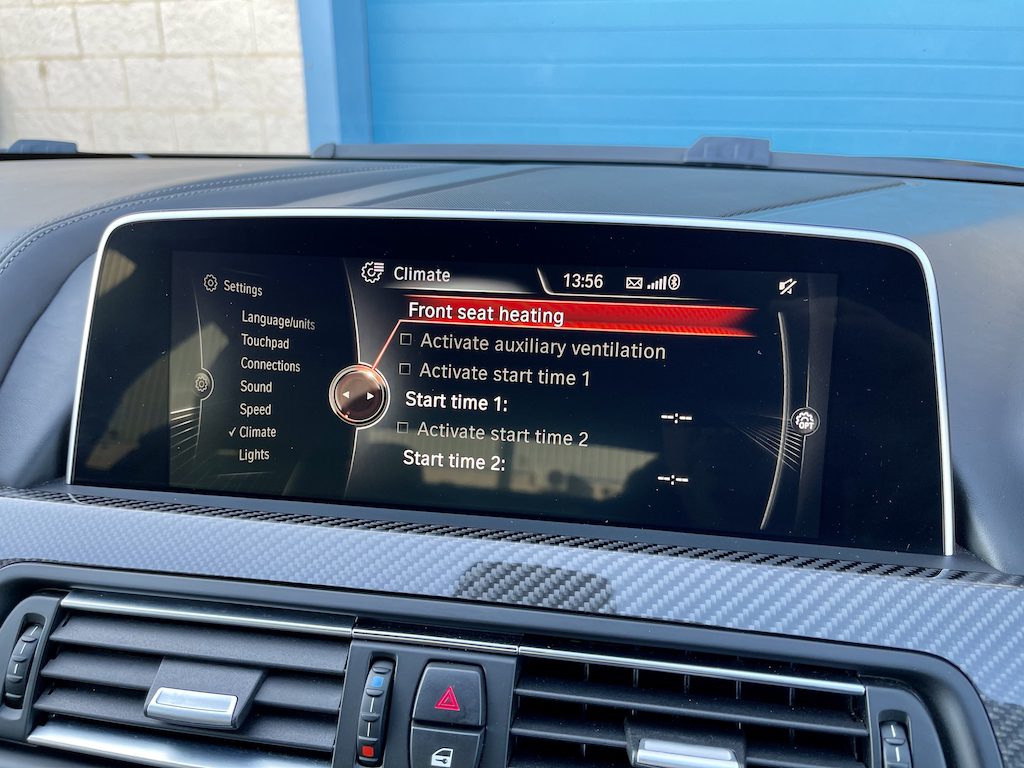 Settings
Language/units
Touchpad
Connections
Sound
Speed
✓ Climate
Lights
Climate
13:56
Front seat heating
Activate auxiliary ventilation
Activate start time 1
Start time 1: --:--
Activate start time 2
Start time 2: --:--
OPT